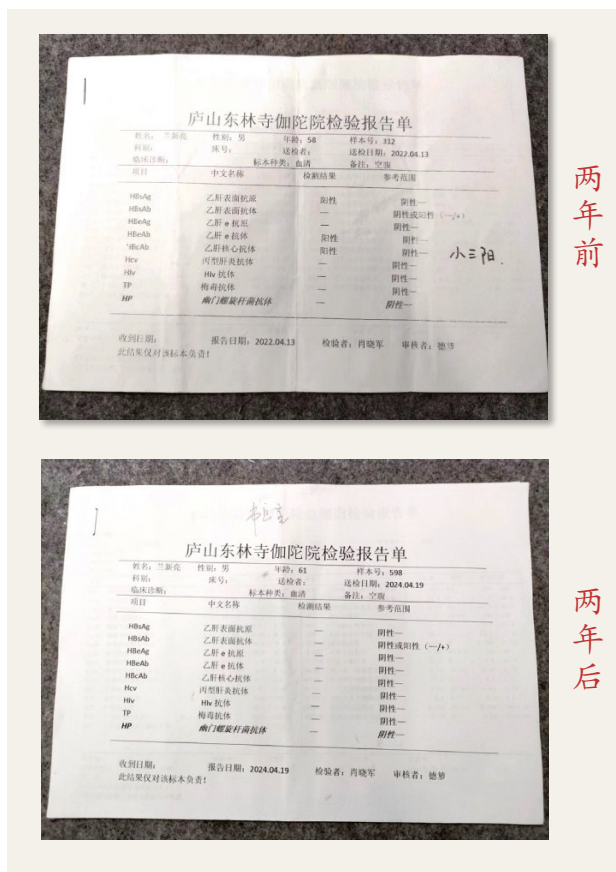 庐山东林寺伽陀院检验报告单
姓名：兰新亮 性别：男 年龄：58 样本号：312
科别： 床号： 送检者： 送检日期：2022.04.13
临床诊断： 标本种类：血清 备注：空腹
项目 中文名称 检测结果 参考范围
HBsAg 乙肝表面抗原 阳性 阴性—
HBsAb 乙肝表面抗体 — 阴性或阳性（—/+）
HBeAg 乙肝 e 抗原 — 阴性—
HBeAb 乙肝 e 抗体 阳性 阴性—
HBcAb 乙肝核心抗体 阳性 阴性—
小三阳.
Hcv 丙型肝炎抗体 — 阴性—
HIv HIv 抗体 — 阴性—
TP 梅毒抗体 — 阴性—
HP 幽门螺旋杆菌抗体 — 阴性—
收到日期： 报告日期：2022.04.13 检验者：肖晓军 审核者：德箩
此结果仅对该标本负责！
两年前
庐山东林寺伽陀院检验报告单
姓名：兰新亮 性别：男 年龄：61 样本号：598
科别： 床号： 送检者： 送检日期：2024.04.19
临床诊断： 标本种类：血清 备注：空腹
项目 中文名称 检测结果 参考范围
HBsAg 乙肝表面抗原 — 阴性—
HBsAb 乙肝表面抗体 — 阴性或阳性（—/+）
HBeAg 乙肝 e 抗原 — 阴性—
HBeAb 乙肝 e 抗体 — 阴性—
HBcAb 乙肝核心抗体 — 阴性—
Hcv 丙型肝炎抗体 — 阴性—
HIv HIv 抗体 — 阴性—
TP 梅毒抗体 — 阴性—
HP 幽门螺旋杆菌抗体 — 阴性—
收到日期： 报告日期：2024.04.19 检验者：肖晓军 审核者：德箩
此结果仅对该标本负责！
两年后